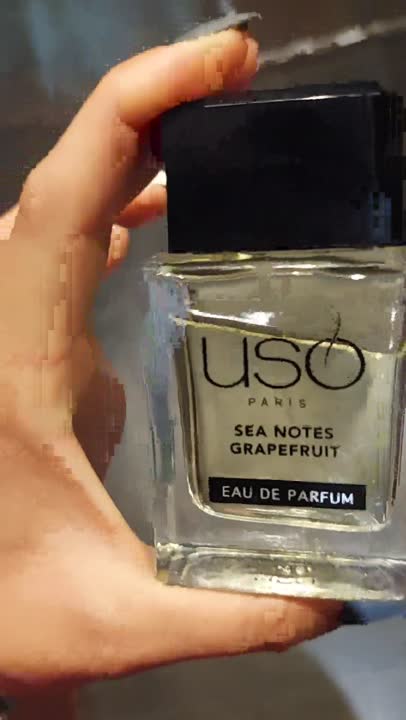 USO
PARIS
SEA NOTES
GRAPEFRUIT
EAU DE PARFUM